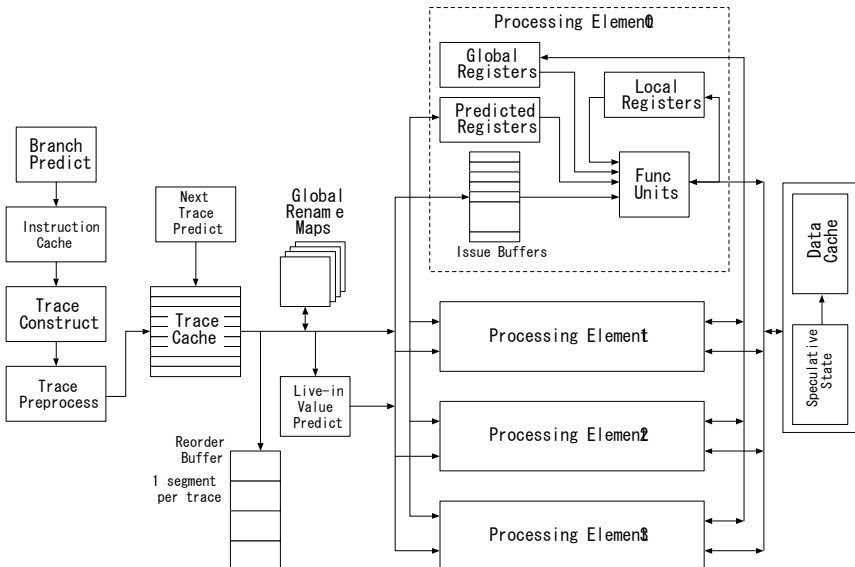 Processing Element 0
Global
Registers
Local
Registers
Predicted
Registers
Branch
Predict
Func
Units
Next
Trace
Predict
Global
Rename
Maps
Instruction
Cache
Issue Buffers
Data
Cache
Trace
Construct
Trace
Cache
Processing Element 1
Speculative
State
Trace
Preprocess
Live-in
Value
Predict
Processing Element 2
Reorder
Buffer
1 segment
per trace
Processing Element 3